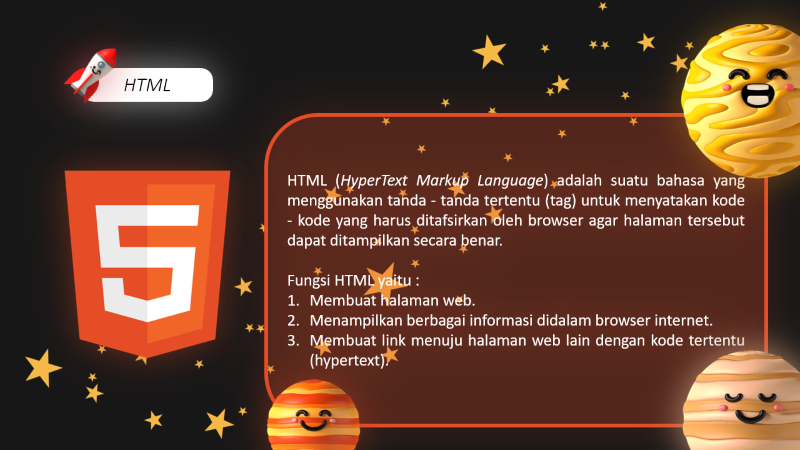 HTML
HTML (HyperText Markup Language) adalah suatu bahasa yang
menggunakan tanda - tanda tertentu (tag) untuk menyatakan kode
- kode yang harus ditafsirkan oleh browser agar halaman tersebut
dapat ditampilkan secara benar.
Fungsi HTML yaitu :
1. Membuat halaman web.
2. Menampilkan berbagai informasi didalam browser internet.
3. Membuat link menuju halaman web lain dengan kode tertentu
(hypertext).
5